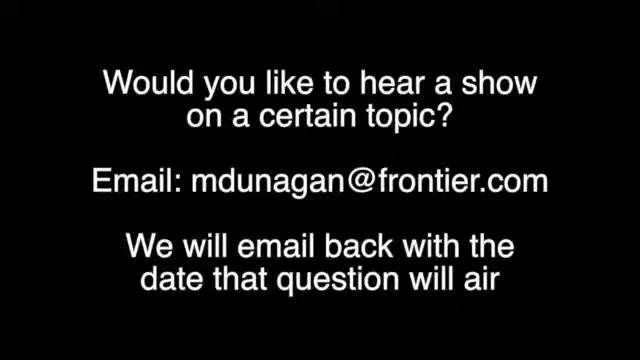 Would you like to hear a show
on a certain topic?
Email: mdunagan@frontier.com
We will email back with the
date that question will air